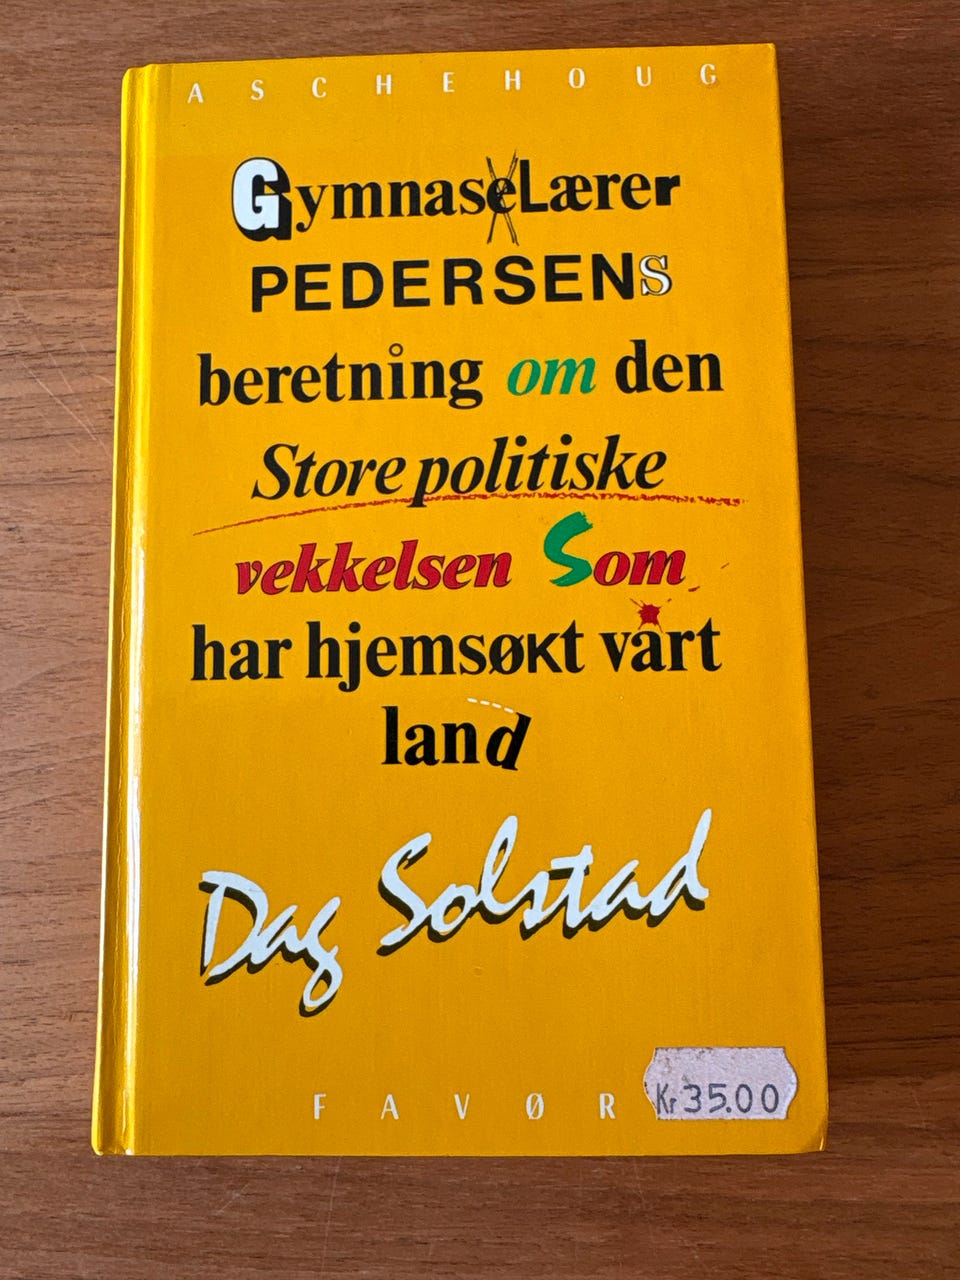 ASCHEHOUG
GymnaseLærer
PEDERSENS
beretning om den
Store politiske
vekkelsen Som
har hjemsøkt vårt
land
Dag Solstad
FAVØR
Kr 35.00